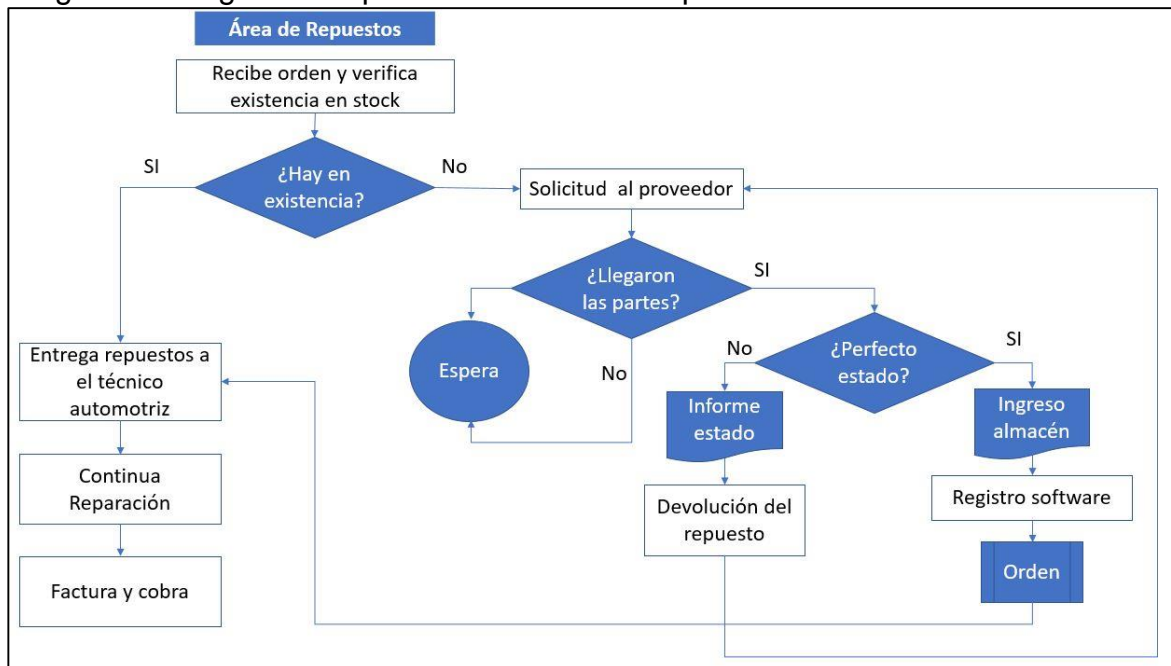 Área de Repuestos
Recibe orden y verifica
existencia en stock
SI
¿Hay en
existencia?
No
Solicitud al proveedor
¿Llegaron
las partes?
SI
No
Espera
¿Perfecto
estado?
No
SI
Informe
estado
Ingreso
almacén
Devolución del
repuesto
Registro software
Orden
Entrega repuestos a
el técnico
automotriz
Continua
Reparación
Factura y cobra